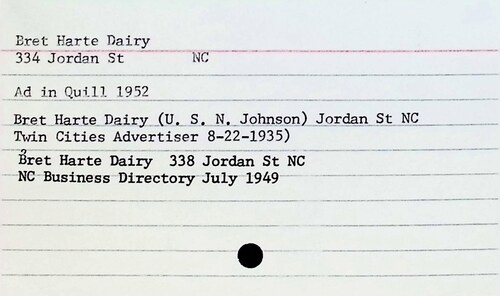 Bret Harte Dairy
334 Jordan St NC
Ad in Quill 1952
Bret Harte Dairy (U. S. N. Johnson) Jordan St NC
Twin Cities Advertiser 8-22-1935)
Bret Harte Dairy 338 Jordan St NC
NC Business Directory July 1949